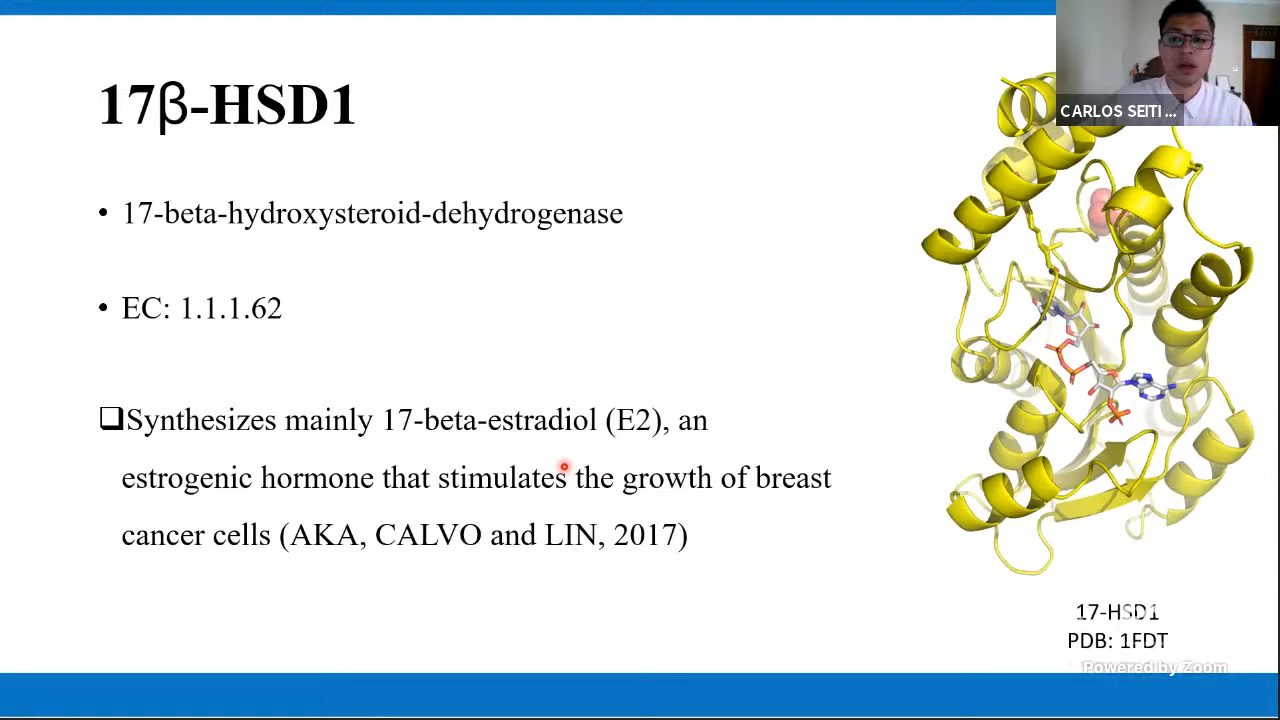 17β-HSD1
CARLOS SEITI ...
• 17-beta-hydroxysteroid-dehydrogenase
• EC: 1.1.1.62
❑Synthesizes mainly 17-beta-estradiol (E2), an
estrogenic hormone that stimulates the growth of breast
cancer cells (AKA, CALVO and LIN, 2017)
17-HSD1
PDB: 1FDT
Powered by Zoom